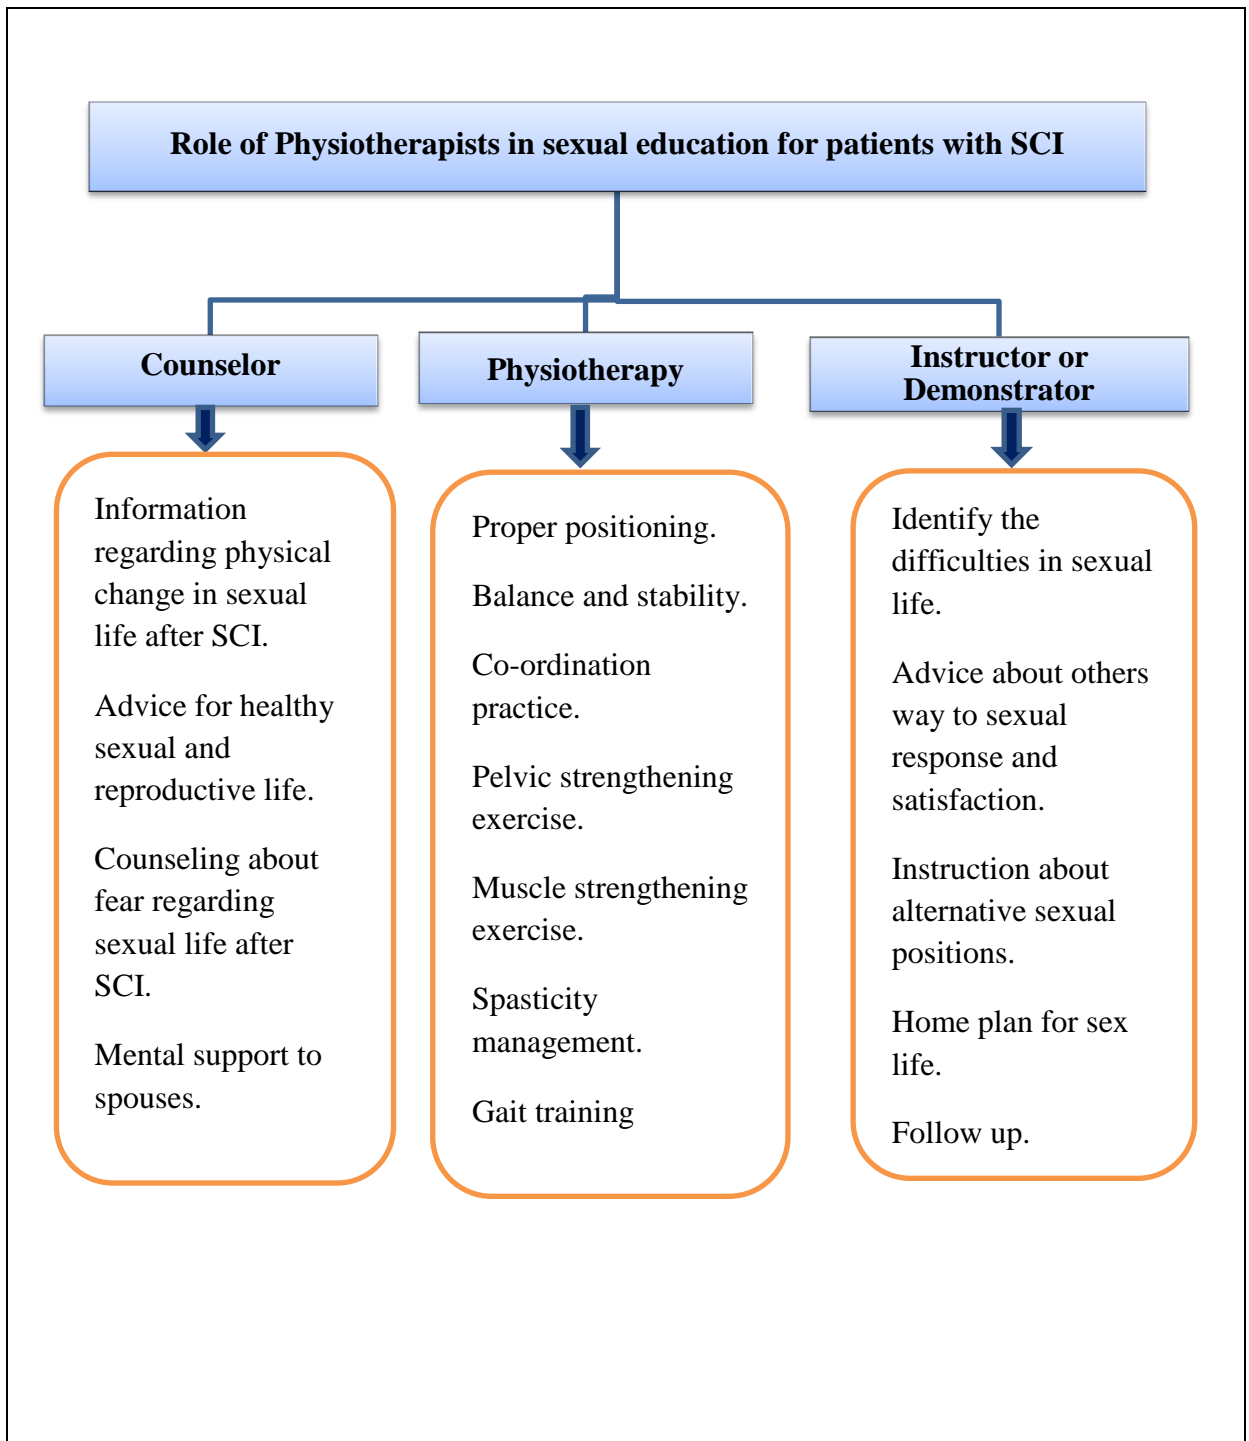 Role of Physiotherapists in sexual education for patients with SCI
Counselor
Information
regarding physical
change in sexual
life after SCI.
Advice for healthy
sexual and
reproductive life.
Counseling about
fear regarding
sexual life after
SCI.
Mental support to
spouses.
Physiotherapy
Proper positioning.
Balance and stability.
Co-ordination
practice.
Pelvic strengthening
exercise.
Muscle strengthening
exercise.
Spasticity
management.
Gait training
Instructor or
Demonstrator
Identify the
difficulties in sexual
life.
Advice about others
way to sexual
response and
satisfaction.
Instruction about
alternative sexual
positions.
Home plan for sex
life.
Follow up.